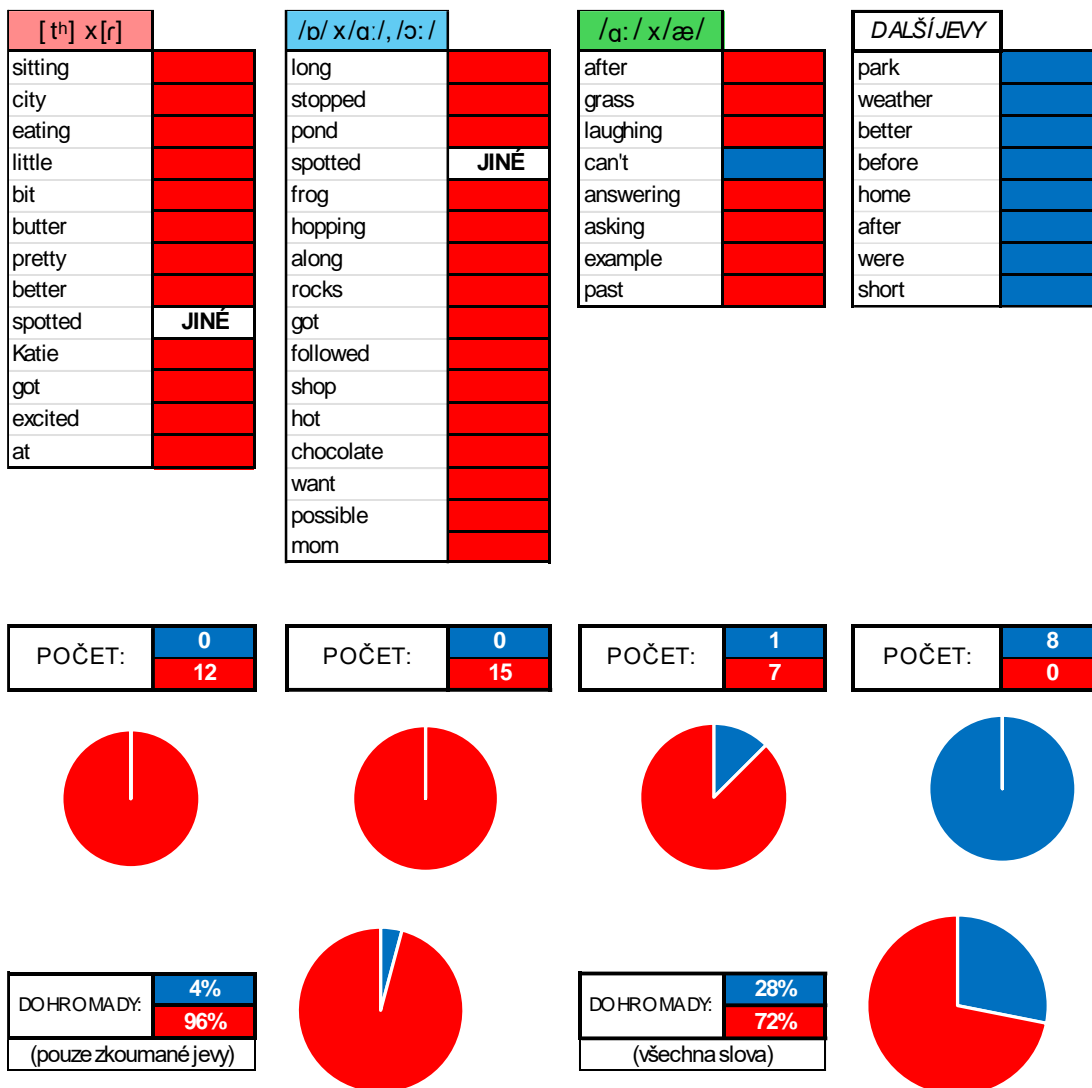 [tʰ] x [ɾ]
sitting
city
eating
little
bit
butter
pretty
better
spotted JINÉ
Katie
got
excited
at
/ɒ/ x /ɑː/, /ɔː/
long
stopped
pond
spotted JINÉ
frog
hopping
along
rocks
got
followed
shop
hot
chocolate
want
possible
mom
/ɑː/ x /æ/
after
grass
laughing
can't
answering
asking
example
past
DALŠÍ JEVY
park
weather
better
before
home
after
were
short
POČET: 0
12
POČET: 0
15
POČET: 1
7
POČET: 8
0
DOHROMADY: 4%
96%
(pouze zkoumané jevy)
DOHROMADY: 28%
72%
(všechna slova)